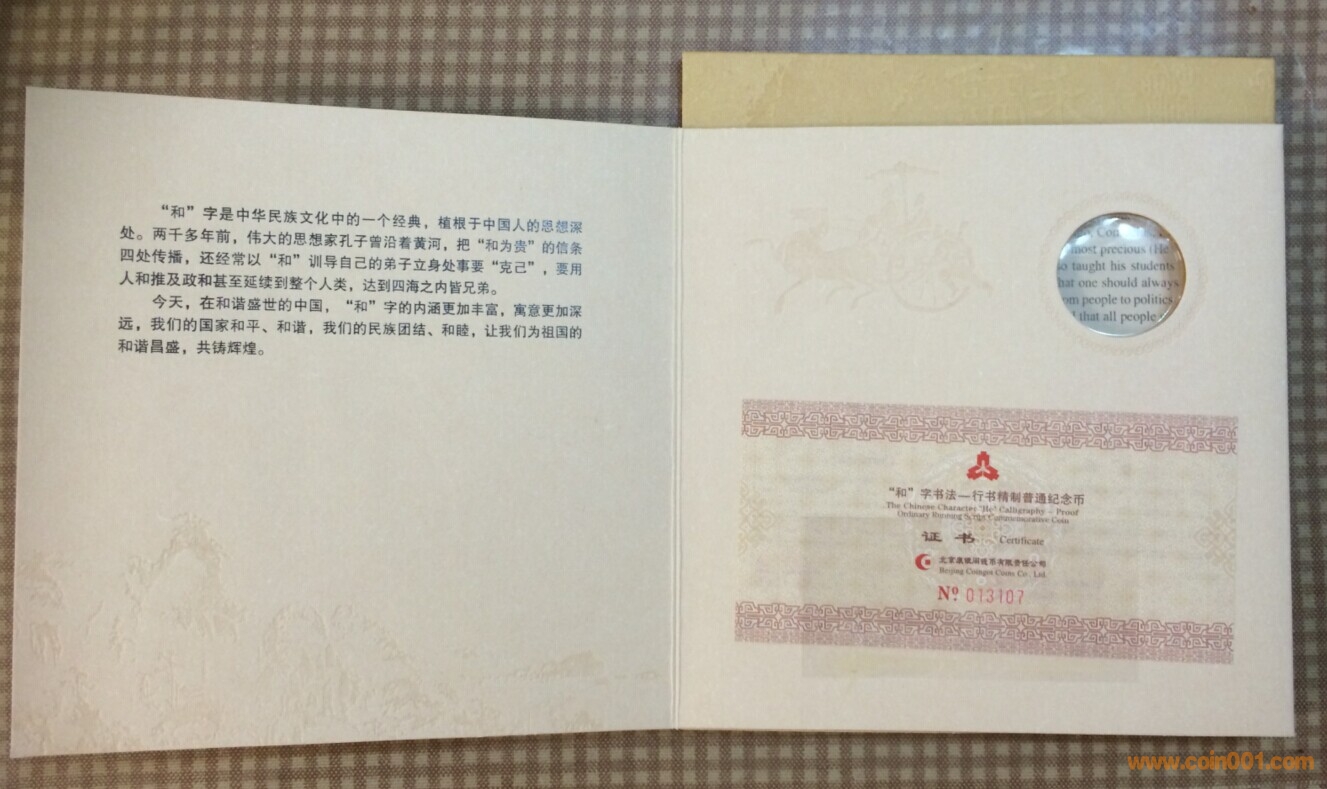 “和”字是中华民族文化中的一个经典，植根于中国人的思想深
处。两千多年前，伟大的思想家孔子曾沿着黄河，把“和为贵”的信条
四处传播，还经常以“和”训导自己的弟子立身处事要“克己”，要用
人和推及政和甚至延续到整个人类，达到四海之内皆兄弟。
今天，在和谐盛世的中国，“和”字的内涵更加丰富，寓意更加深
远，我们的国家和平、和谐，我们的民族团结、和睦，让我们为祖国的
和谐昌盛，共铸辉煌。
most precious (He
so taught his students
hat one should always
om people to politics
that all people
“和”字书法—行书精制普通纪念币
The Chinese Character "He" Calligraphy - Proof
Ordinary Running Script Commemorative Coin
证书 Certificate
北京康银阁钱币有限责任公司
Beijing Coinget Coins Co., Ltd.
Nº 013107
www.coin001.com